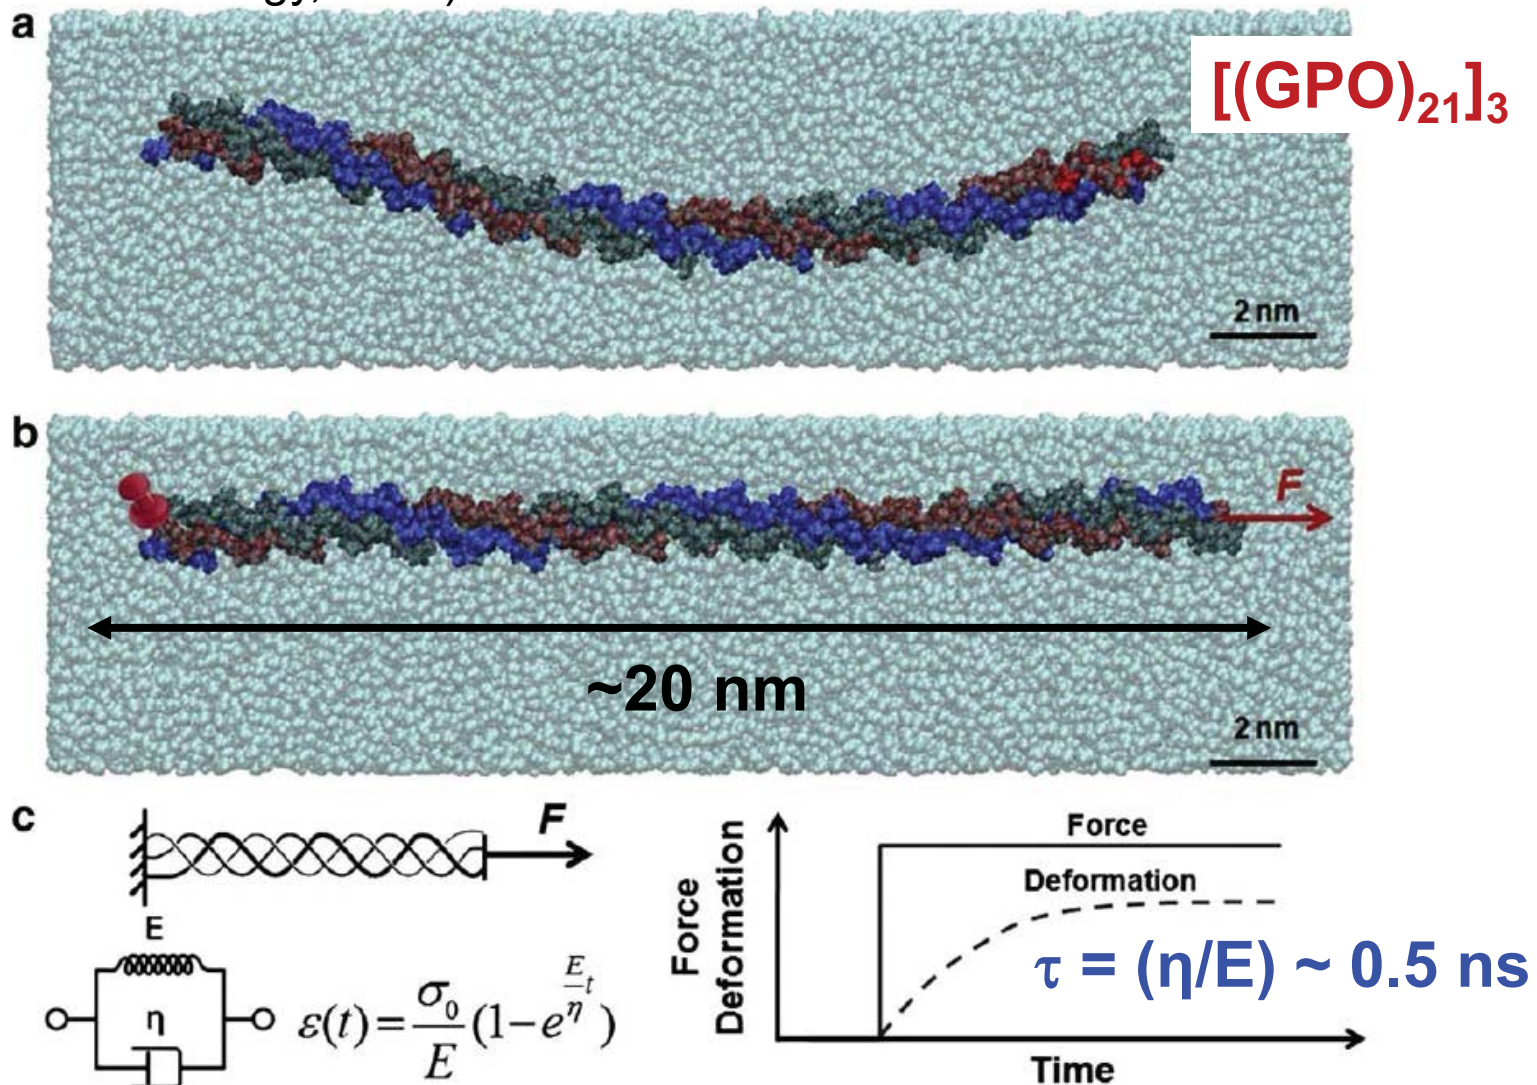 gy,
a
[(GPO)₂₁]₃
2 nm
b
F
~20 nm
2 nm
c
F
E
η
ε(t) = σ₀/E (1 − e^{E/η t})
Force
Deformation
Force
Deformation
τ = (η/E) ~ 0.5 ns
Time